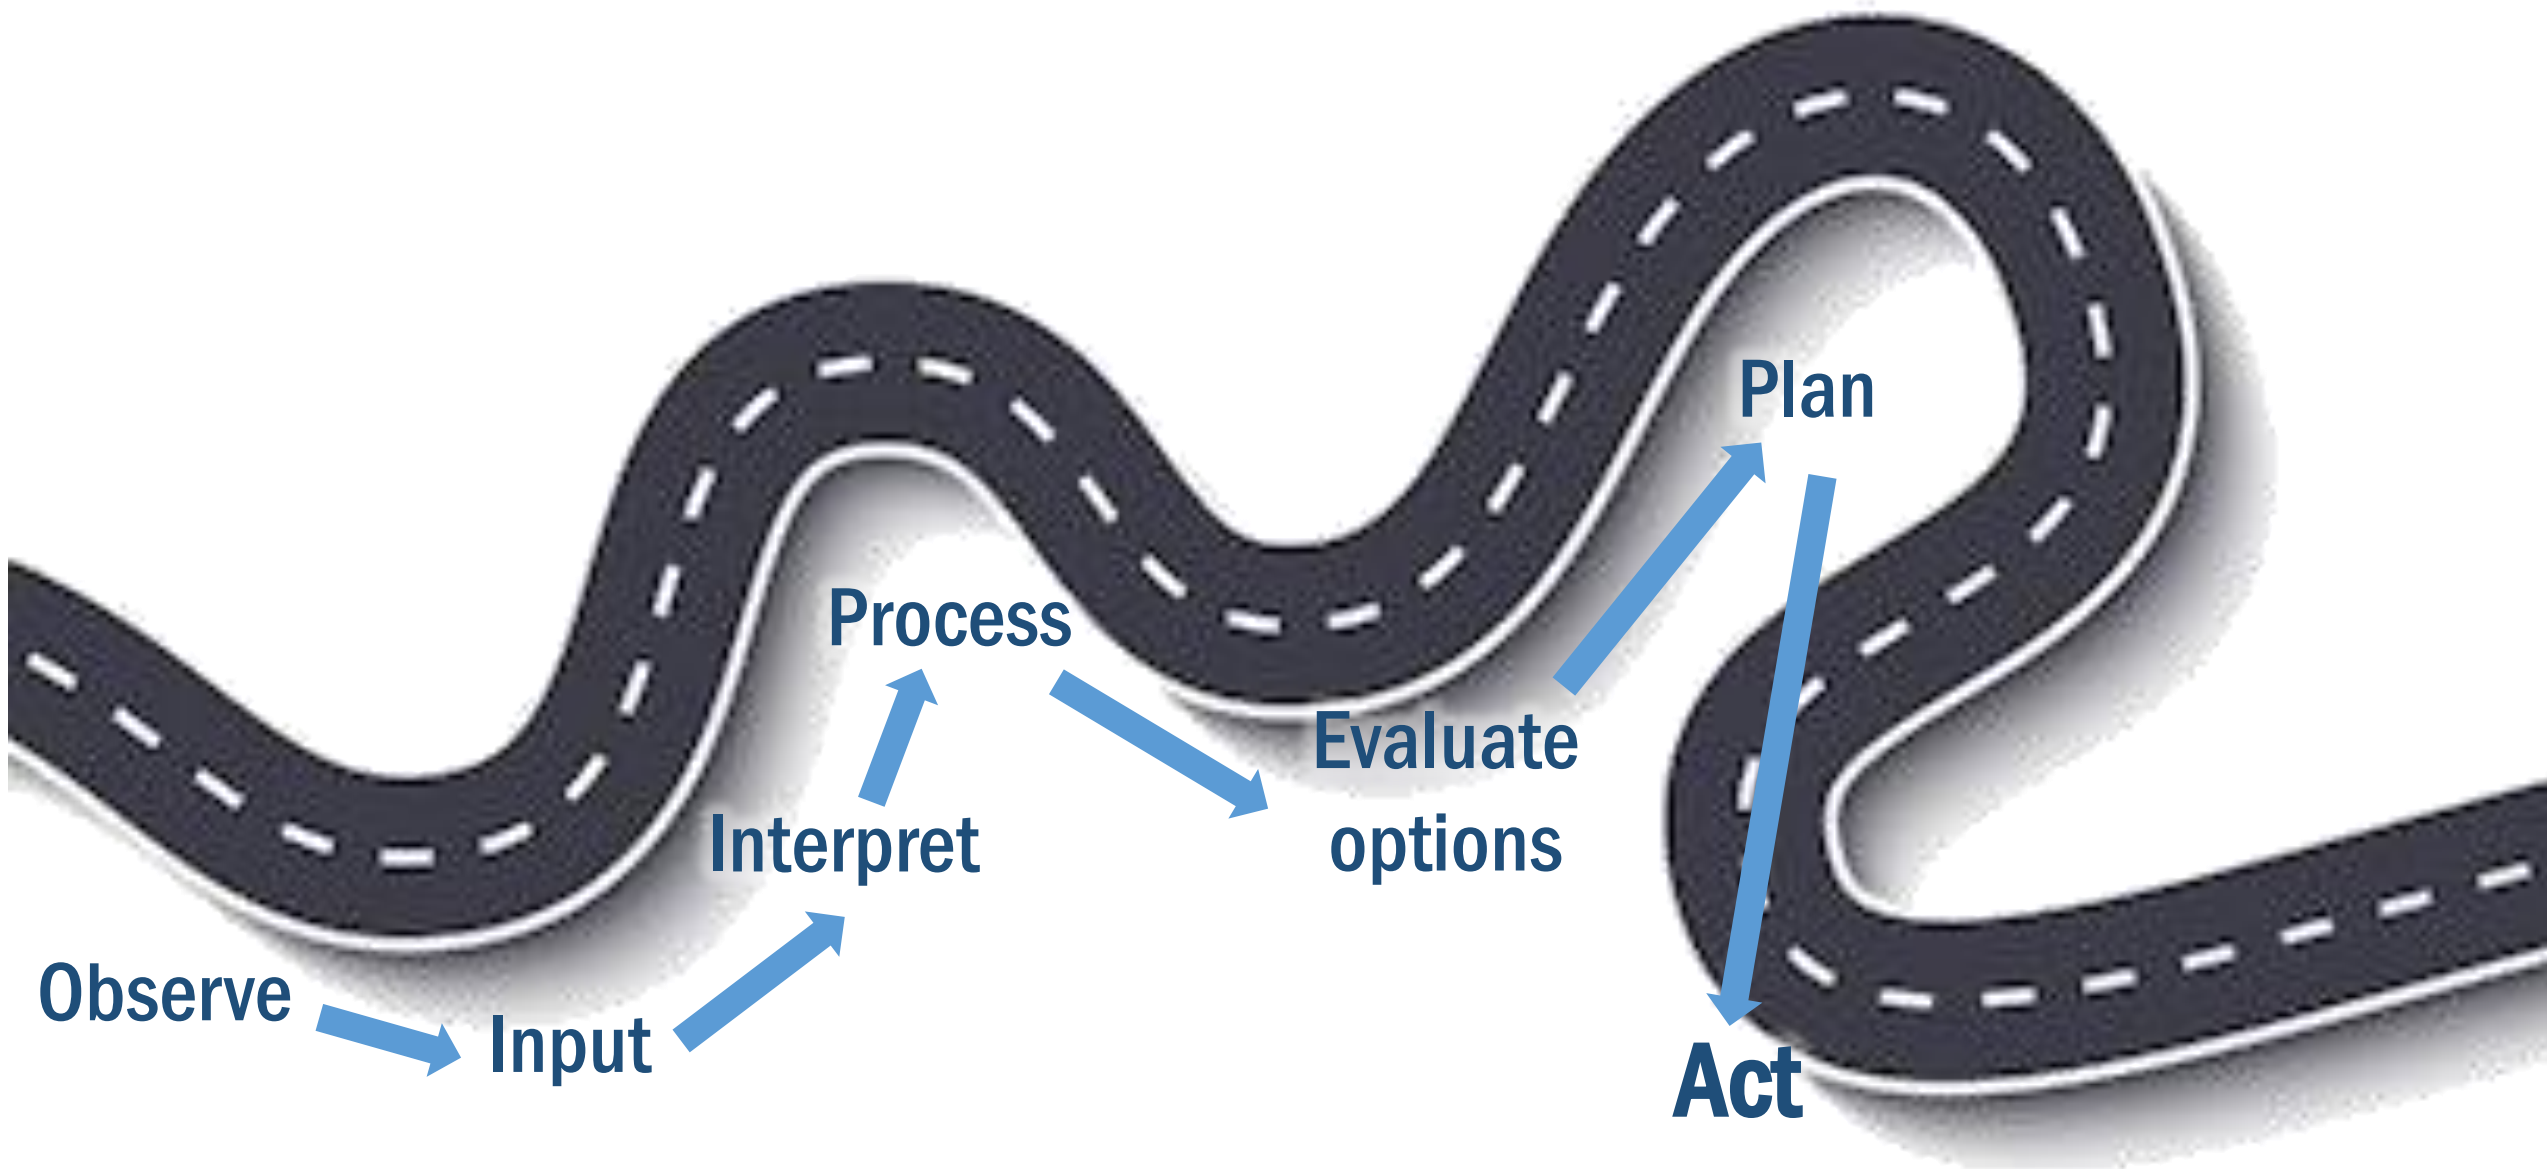 Observe
Input
Interpret
Process
Evaluate
options
Plan
Act